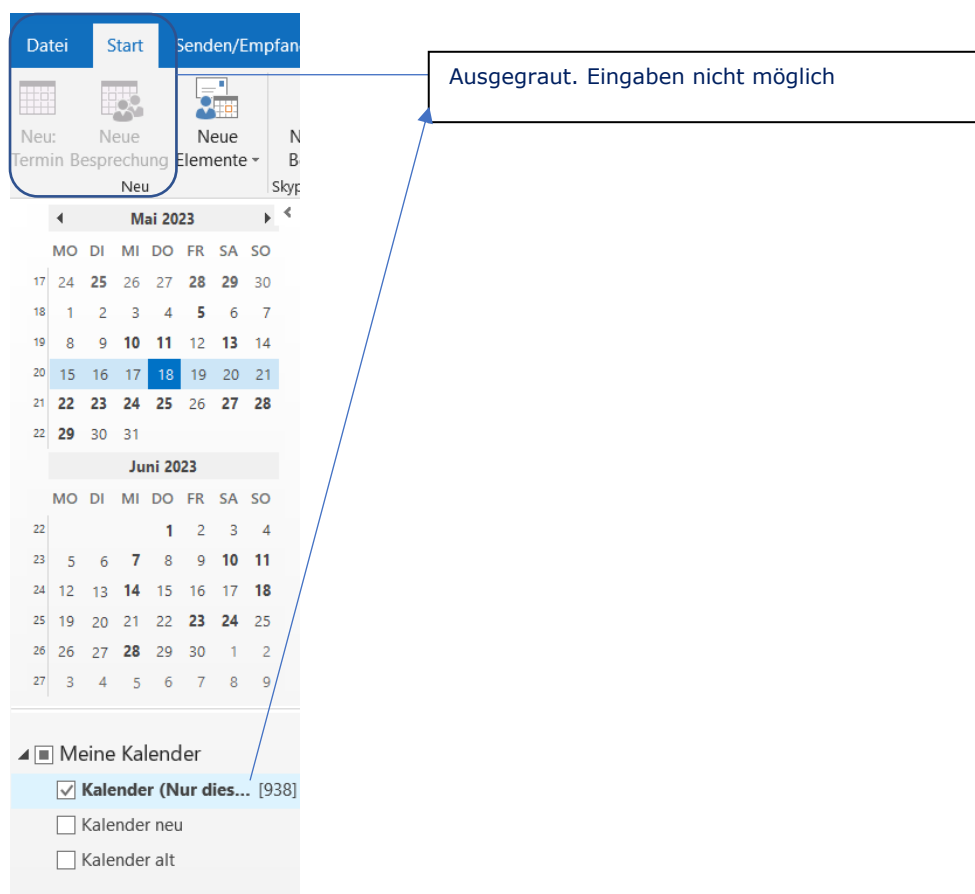 Datei Start Senden/Empfan
Ausgegraut. Eingaben nicht möglich
Neu: Neue Neue N
Termin Besprechung Elemente B
Neu Skyp
Mai 2023
MO DI MI DO FR SA SO
17 24 25 26 27 28 29 30
18 1 2 3 4 5 6 7
19 8 9 10 11 12 13 14
20 15 16 17 18 19 20 21
21 22 23 24 25 26 27 28
22 29 30 31
Juni 2023
MO DI MI DO FR SA SO
22 1 2 3 4
23 5 6 7 8 9 10 11
24 12 13 14 15 16 17 18
25 19 20 21 22 23 24 25
26 26 27 28 29 30 1 2
27 3 4 5 6 7 8 9
Meine Kalender
Kalender (Nur dies... [938]
Kalender neu
Kalender alt